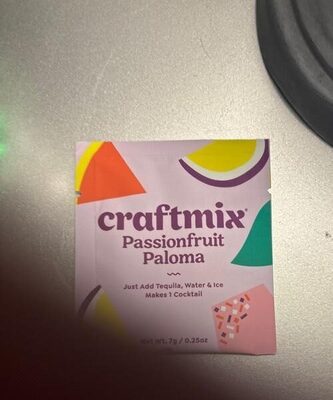 craftmix®
Passionfruit
Paloma
Just Add Tequila, Water & Ice
Makes 1 Cocktail
Net Wt. 7g / 0.25oz